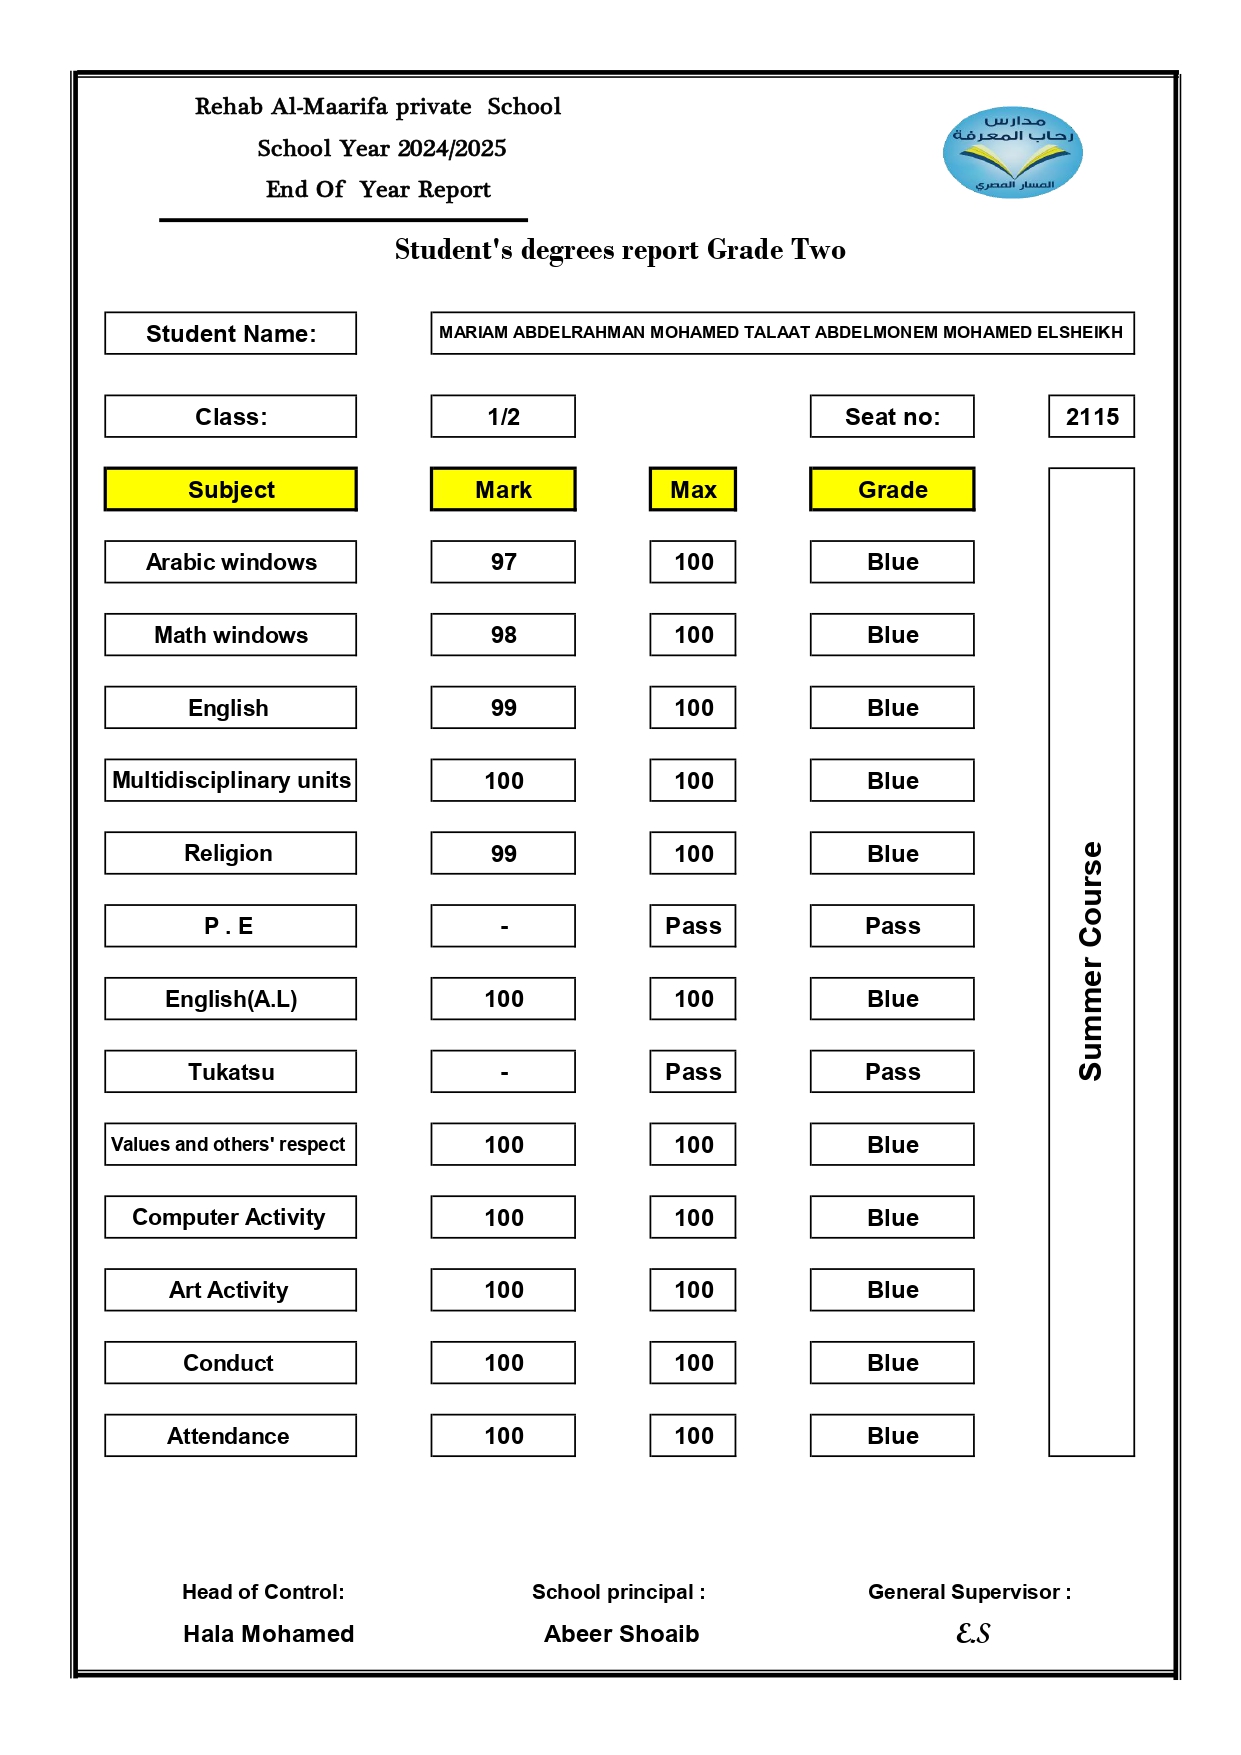 Rehab Al-Maarifa private School
School Year 2024/2025
End Of Year Report
مدارس
رحاب المعرفة
المسار المصري
Student's degrees report Grade Two
Student Name: MARIAM ABDELRAHMAN MOHAMED TALAAT ABDELMONEM MOHAMED ELSHEIKH
Class: 1/2 Seat no: 2115
Subject Mark Max Grade
Arabic windows 97 100 Blue
Math windows 98 100 Blue
English 99 100 Blue
Multidisciplinary units 100 100 Blue
Religion 99 100 Blue
P . E - Pass Pass
English(A.L) 100 100 Blue
Tukatsu - Pass Pass
Values and others' respect 100 100 Blue
Computer Activity 100 100 Blue
Art Activity 100 100 Blue
Conduct 100 100 Blue
Attendance 100 100 Blue
Summer Course
Head of Control: School principal : General Supervisor :
Hala Mohamed Abeer Shoaib E.S